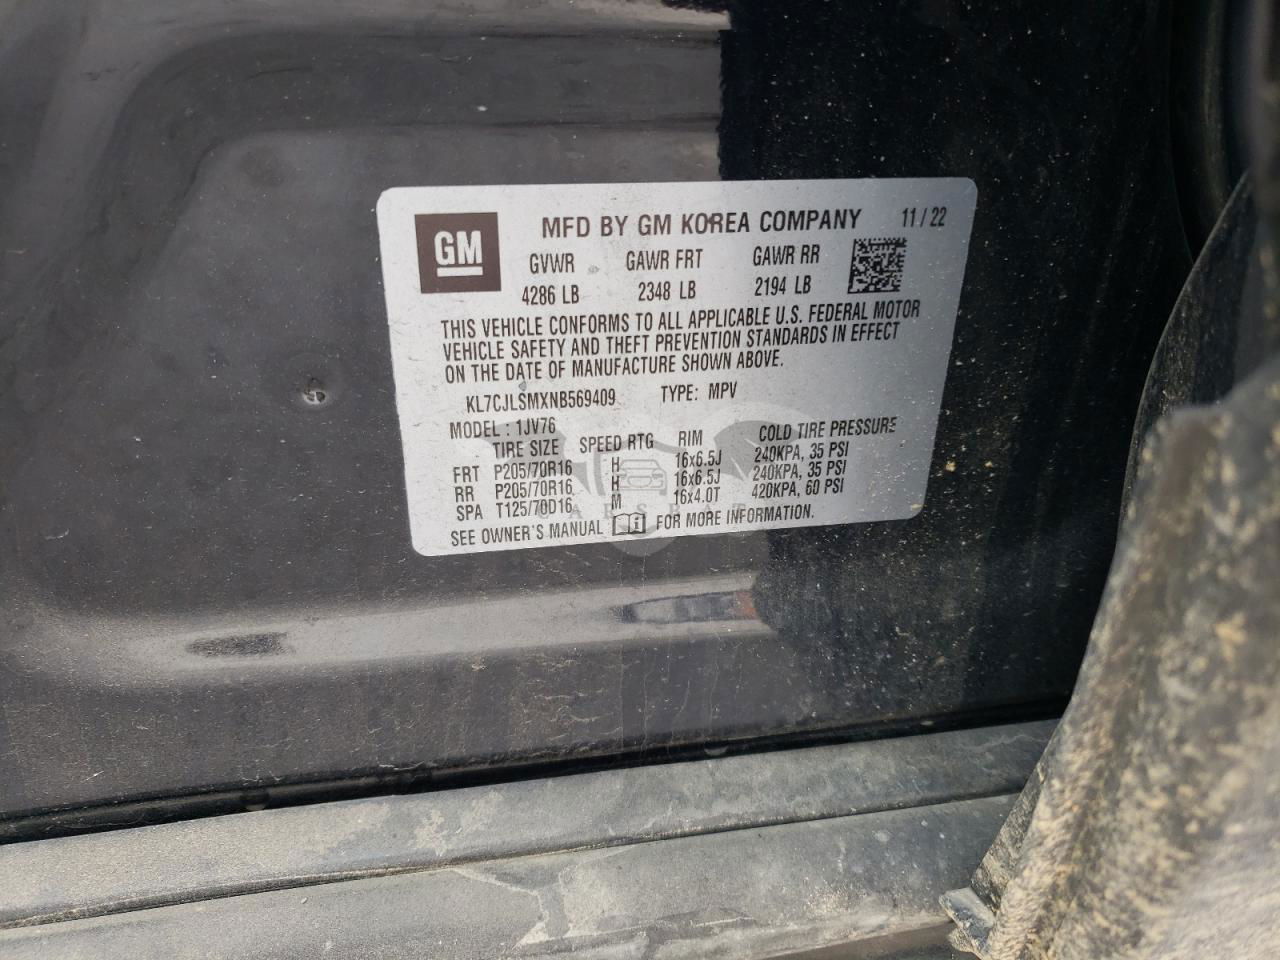 GM
MFD BY GM KOREA COMPANY 11 / 22
GVWR GAWR FRT GAWR RR
4286 LB 2348 LB 2194 LB
THIS VEHICLE CONFORMS TO ALL APPLICABLE U.S. FEDERAL MOTOR
VEHICLE SAFETY AND THEFT PREVENTION STANDARDS IN EFFECT
ON THE DATE OF MANUFACTURE SHOWN ABOVE.
KL7CJLSMXNB569409 TYPE: MPV
MODEL : 1JV76
TIRE SIZE SPEED RTG RIM COLD TIRE PRESSURE
FRT P205/70R16 H 16x6.5J 240KPA, 35 PSI
RR P205/70R16 H 16x6.5J 240KPA, 35 PSI
SPA T125/70D16 M 16x4.0T 420KPA, 60 PSI
SEE OWNER'S MANUAL FOR MORE INFORMATION.